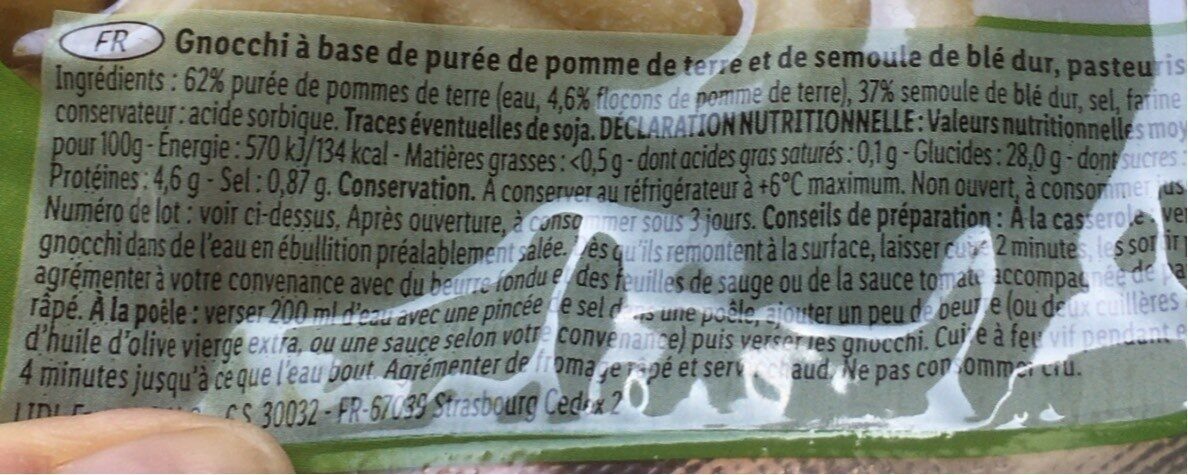 FR Gnocchi à base de purée de pomme de terre et de semoule de blé dur, pasteuris
Ingrédients : 62% purée de pommes de terre (eau, 4,6% flocons de pomme de terre), 37% semoule de blé dur, sel, farine
conservateur : acide sorbique. Traces éventuelles de soja. DÉCLARATION NUTRITIONNELLE : Valeurs nutritionnelles moy
pour 100g - Énergie : 570 kJ/134 kcal - Matières grasses : <0,5 g - dont acides gras saturés : 0,1 g - Glucides : 28,0 g - dont sucres :
Protéines : 4,6 g - Sel : 0,87 g. Conservation. À conserver au réfrigérateur à +6°C maximum. Non ouvert, à consommer jus
Numéro de lot : voir ci-dessus, Après ouverture, à consommer sous 3 jours. Conseils de préparation : À la casserole ver
gnocchi dans de l'eau en ébullition préalablement salée. Dès qu'ils remontent à la surface, laisser cuire 2 minutes, les sortir
agrémenter à votre convenance avec du beurre fondu et des feuilles de sauge ou de la sauce tomate accompagnée de pa
râpé. À la poêle : verser 200 ml d'eau avec une pincée de sel dans une poêle, ajouter un peu de beurre (ou deux cuillères
d'huile d'olive vierge extra, ou une sauce selon votre convenance) puis verser les gnocchi. Cuire à feu vif pendant
4 minutes jusqu'à ce que l'eau bout. Agrémenter de fromage râpé et servir chaud. Ne pas consommer cru.
LIDL CS 30032 - FR-67039 Strasbourg Cedex 2